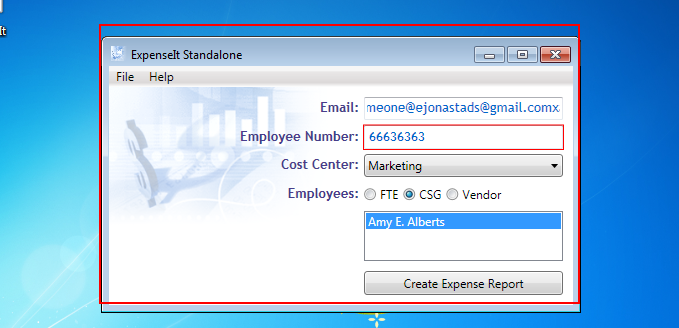 It
ExpenseIt Standalone
File Help
Email: meone@ejonastads@gmail.comx
Employee Number: 66636363
Cost Center: Marketing
Employees: FTE CSG Vendor
Amy E. Alberts
Create Expense Report